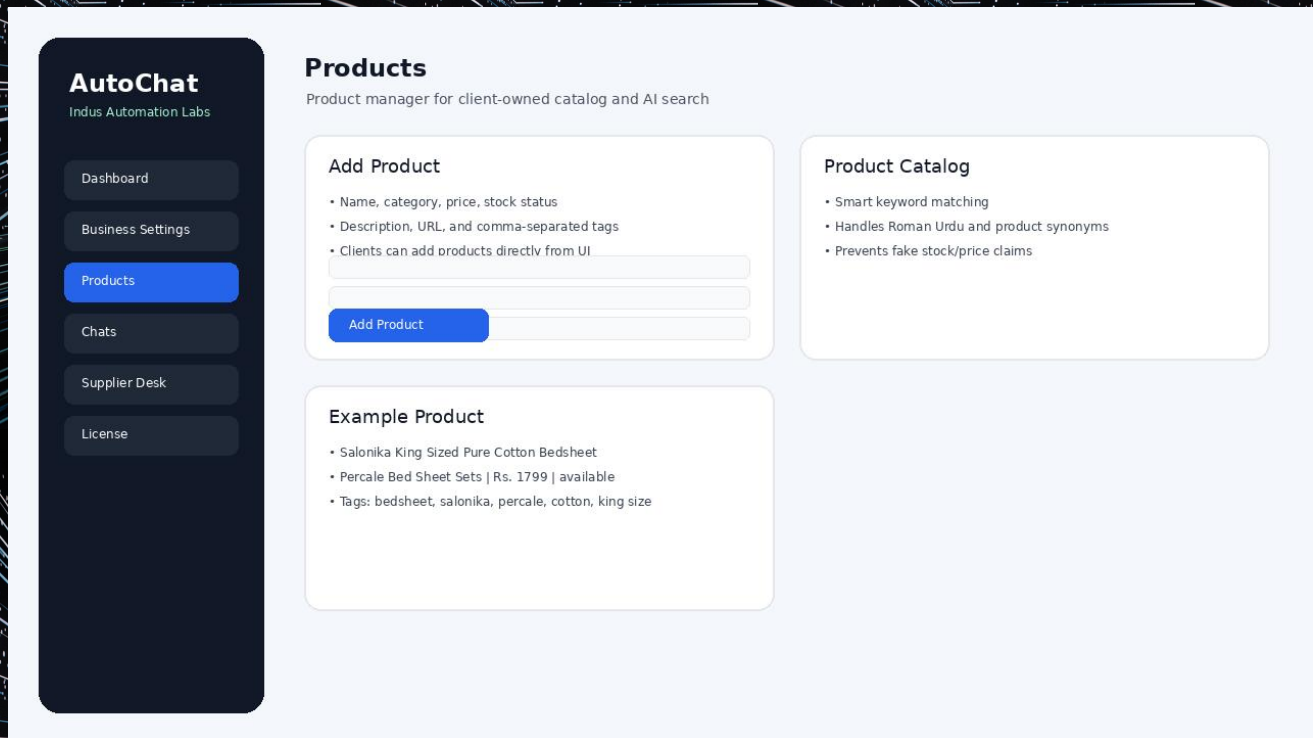 AutoChat
Indus Automation Labs
Dashboard
Business Settings
Products
Chats
Supplier Desk
License
Products
Product manager for client-owned catalog and AI search
Add Product
• Name, category, price, stock status
• Description, URL, and comma-separated tags
• Clients can add products directly from UI
Add Product
Product Catalog
• Smart keyword matching
• Handles Roman Urdu and product synonyms
• Prevents fake stock/price claims
Example Product
• Salonika King Sized Pure Cotton Bedsheet
• Percale Bed Sheet Sets | Rs. 1799 | available
• Tags: bedsheet, salonika, percale, cotton, king size